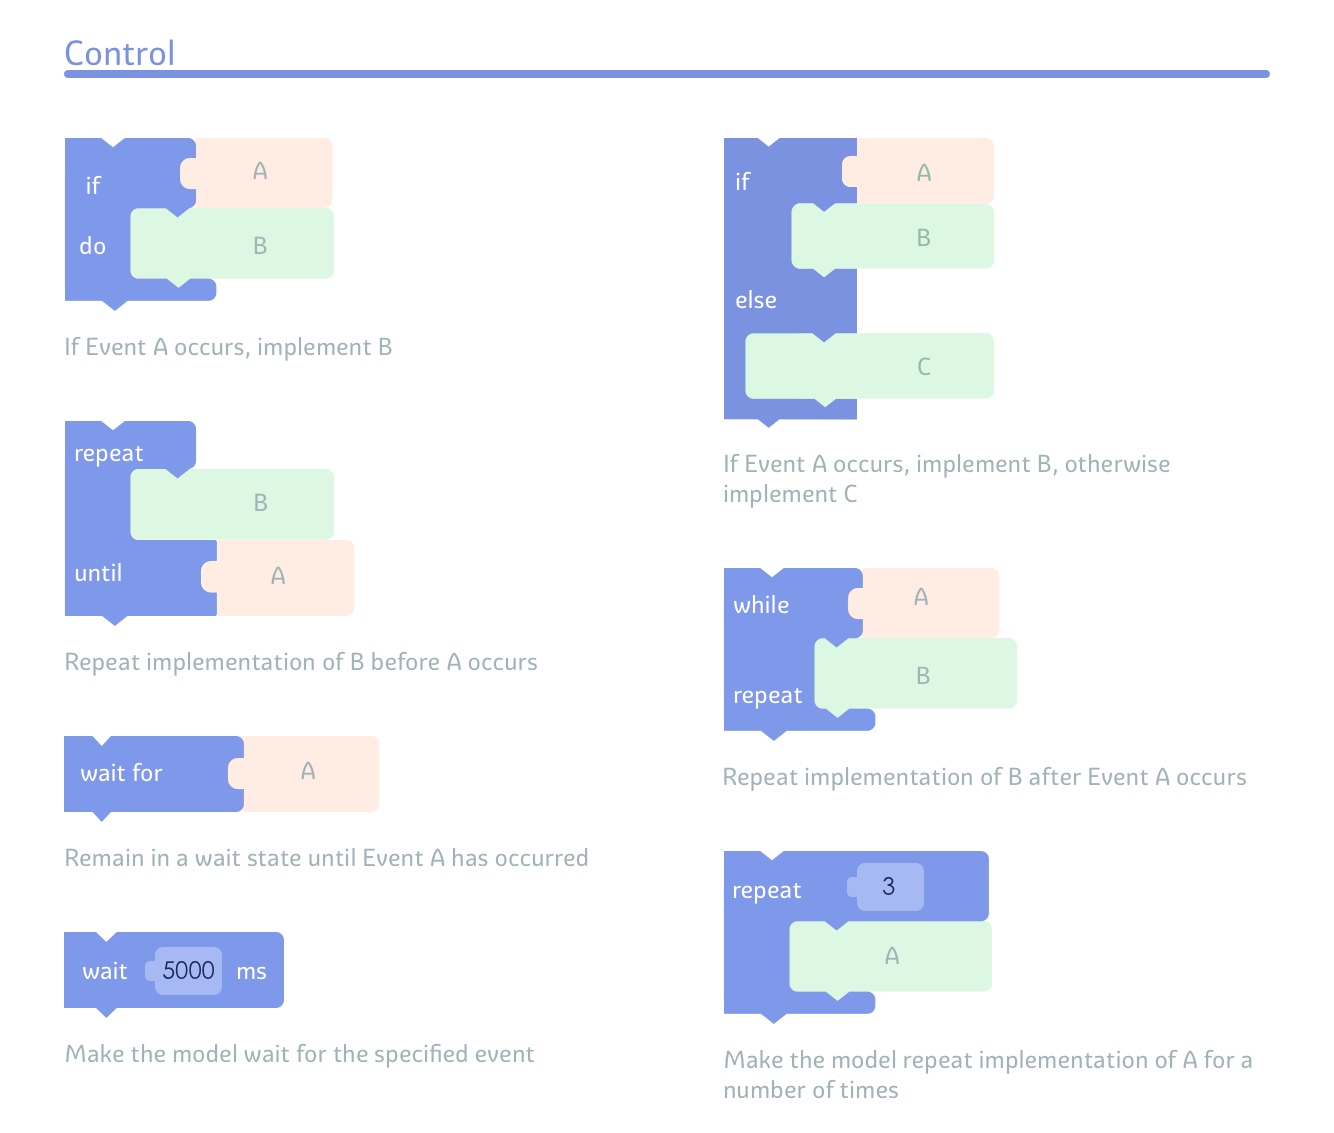 Control
if
A
do
B
If Event A occurs, implement B
repeat
B
until
A
Repeat implementation of B before A occurs
wait for
A
Remain in a wait state until Event A has occurred
wait 5000 ms
Make the model wait for the specified event
if
A
B
else
C
If Event A occurs, implement B, otherwise
implement C
while
A
B
repeat
Repeat implementation of B after Event A occurs
repeat 3
A
Make the model repeat implementation of A for a
number of times